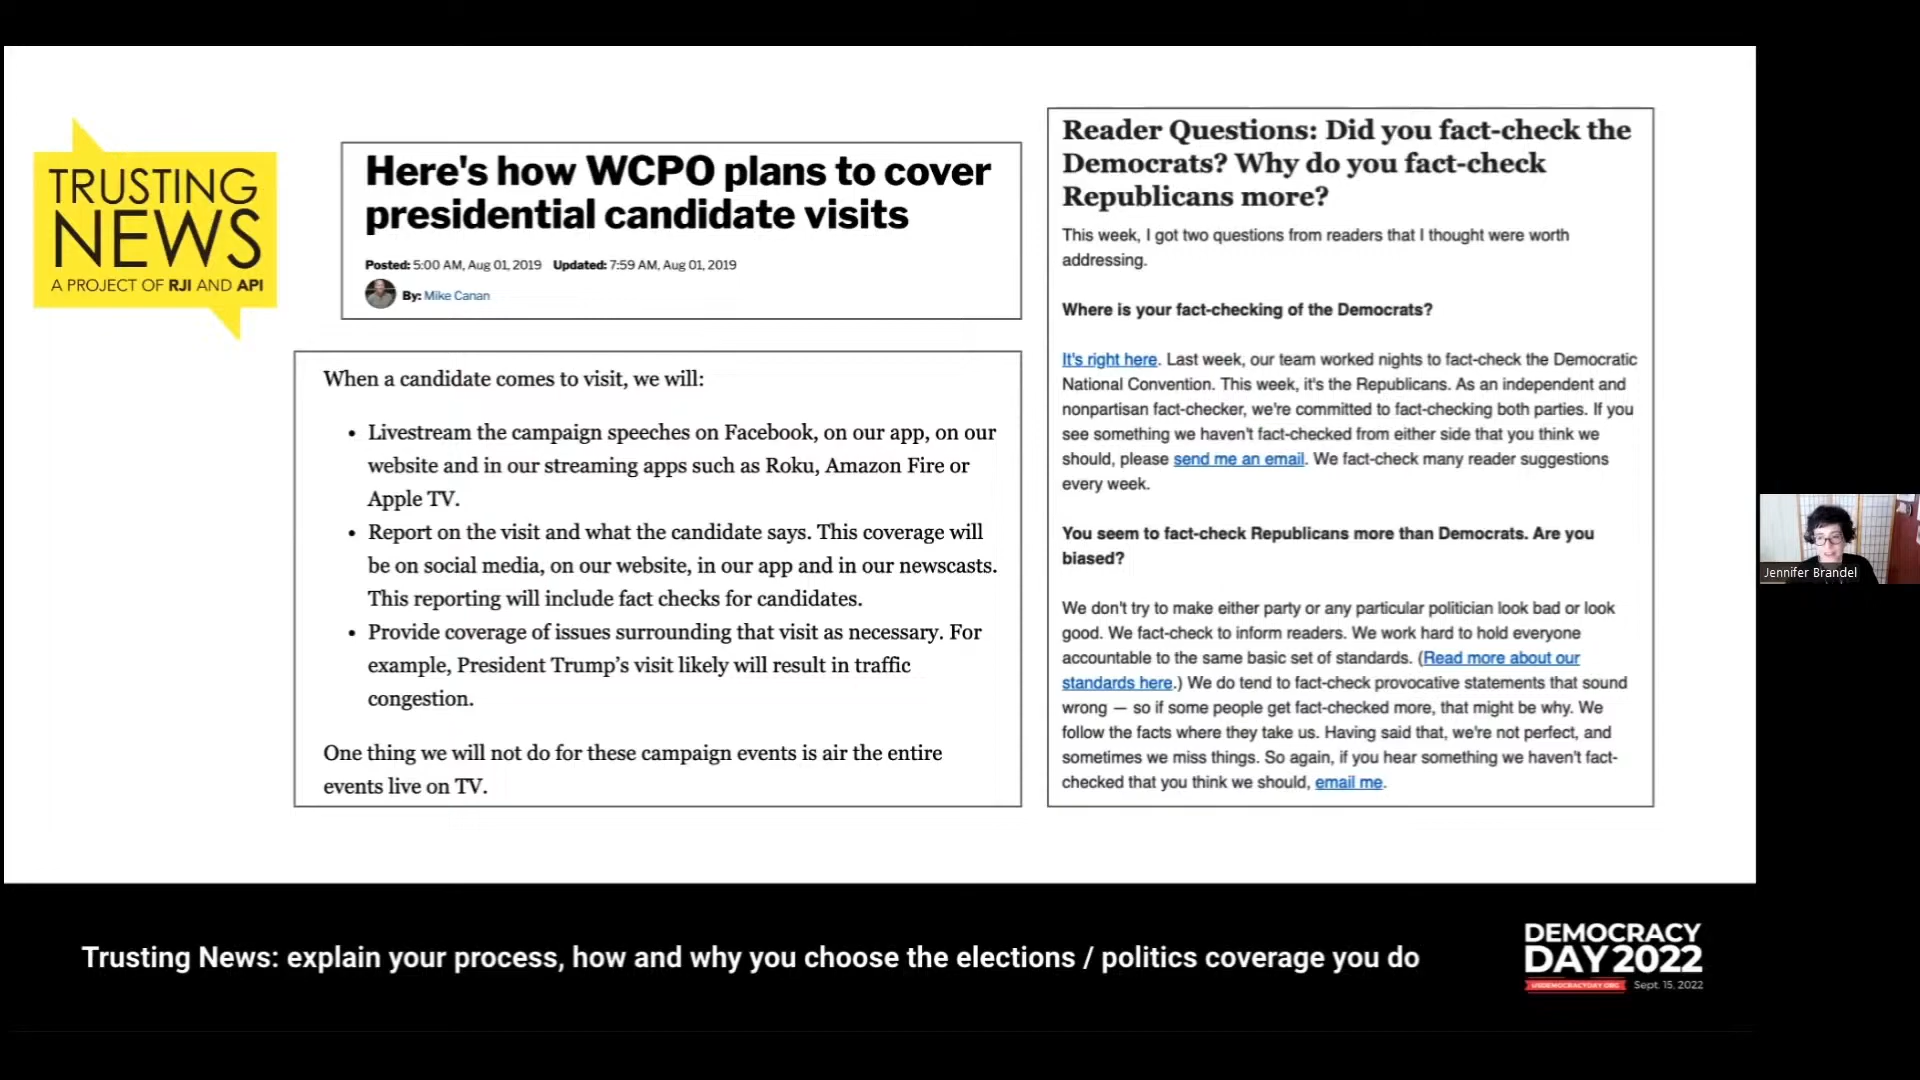 TRUSTING
NEWS
A PROJECT OF RJI AND API
Here's how WCPO plans to cover
presidential candidate visits
Posted: 5:00 AM, Aug 01, 2019 Updated: 7:59 AM, Aug 01, 2019
By: Mike Canan
When a candidate comes to visit, we will:
• Livestream the campaign speeches on Facebook, on our app, on our
website and in our streaming apps such as Roku, Amazon Fire or
Apple TV.
• Report on the visit and what the candidate says. This coverage will
be on social media, on our website, in our app and in our newscasts.
This reporting will include fact checks for candidates.
• Provide coverage of issues surrounding that visit as necessary. For
example, President Trump's visit likely will result in traffic
congestion.
One thing we will not do for these campaign events is air the entire
events live on TV.
Reader Questions: Did you fact-check the
Democrats? Why do you fact-check
Republicans more?
This week, I got two questions from readers that I thought were worth
addressing.
Where is your fact-checking of the Democrats?
It's right here. Last week, our team worked nights to fact-check the Democratic
National Convention. This week, it's the Republicans. As an independent and
nonpartisan fact-checker, we're committed to fact-checking both parties. If you
see something we haven't fact-checked from either side that you think we
should, please send me an email. We fact-check many reader suggestions
every week.
You seem to fact-check Republicans more than Democrats. Are you
biased?
We don't try to make either party or any particular politician look bad or look
good. We fact-check to inform readers. We work hard to hold everyone
accountable to the same basic set of standards. (Read more about our
standards here.) We do tend to fact-check provocative statements that sound
wrong — so if some people get fact-checked more, that might be why. We
follow the facts where they take us. Having said that, we're not perfect, and
sometimes we miss things. So again, if you hear something we haven't fact-
checked that you think we should, email me.
Jennifer Brandel
Trusting News: explain your process, how and why you choose the elections / politics coverage you do
DEMOCRACY
DAY 2022
USDEMOCRACYDAY.ORG Sept. 15, 2022